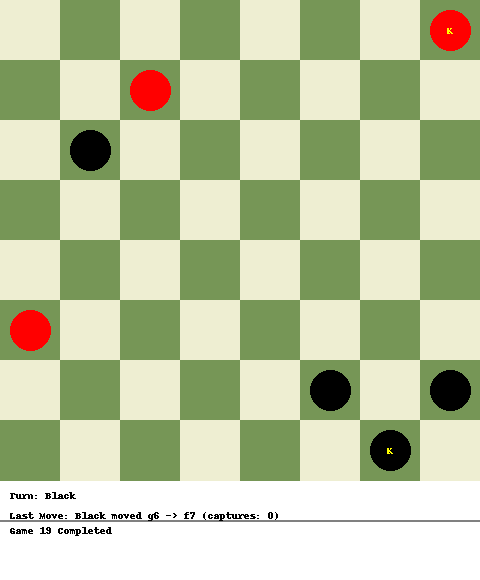 K
K
Turn: Black
Last Move: Black moved g6 -> f7 (captures: 0)
Game 19 Completed